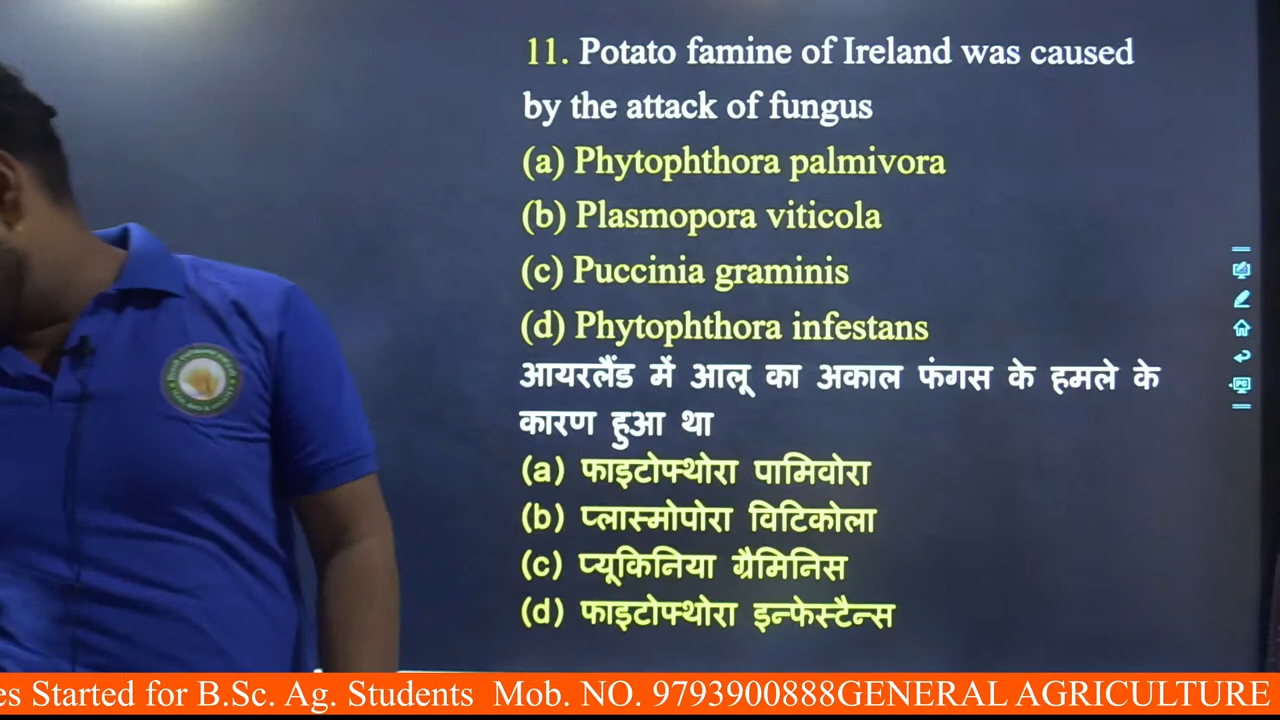 11. Potato famine of Ireland was caused
by the attack of fungus
(a) Phytophthora palmivora
(b) Plasmopora viticola
(c) Puccinia graminis
(d) Phytophthora infestans
आयरलैंड में आलू का अकाल फंगस के हमले के
कारण हुआ था
(a) फाइटोफ्थोरा पामिवोरा
(b) प्लास्मोपोरा विटिकोला
(c) प्यूकिनिया ग्रैमिनिस
(d) फाइटोफ्थोरा इन्फेस्टैन्स
es Started for B.Sc. Ag. Students Mob. NO. 9793900888GENERAL AGRICULTURE